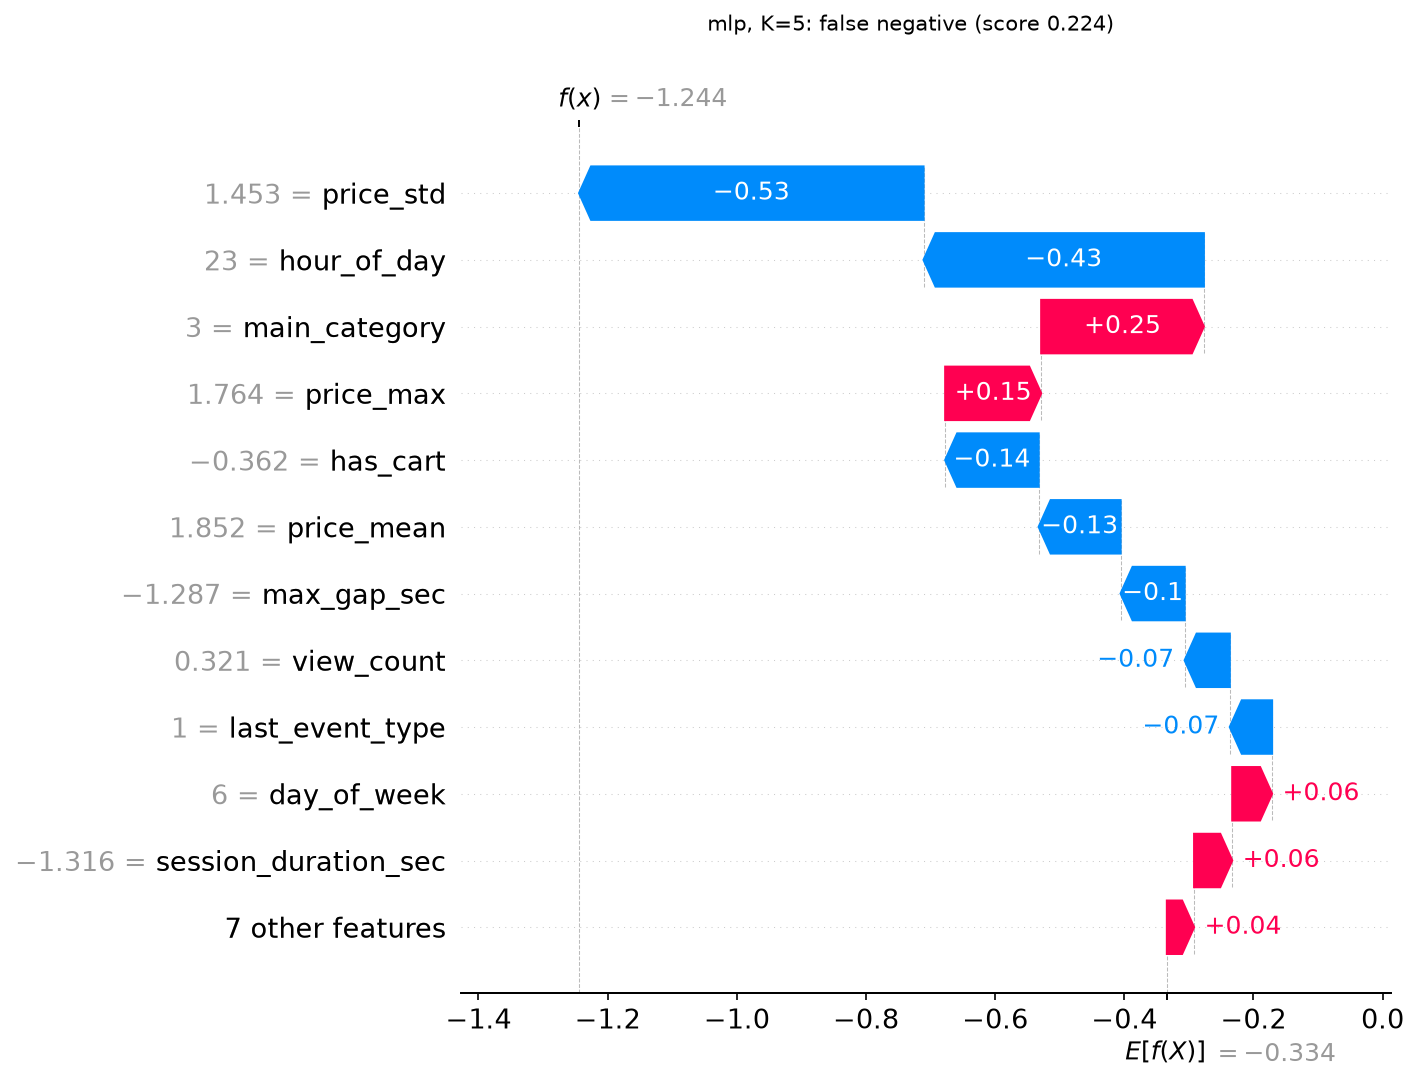 mlp, K=5: false negative (score 0.224)
f(x) = −1.244
1.453 = price_std −0.53
23 = hour_of_day −0.43
3 = main_category +0.25
1.764 = price_max +0.15
−0.362 = has_cart −0.14
1.852 = price_mean −0.13
−1.287 = max_gap_sec −0.1
0.321 = view_count −0.07
1 = last_event_type −0.07
6 = day_of_week +0.06
−1.316 = session_duration_sec +0.06
7 other features +0.04
−1.4 −1.2 −1.0 −0.8 −0.6 −0.4 −0.2 0.0
E[f(X)] = −0.334